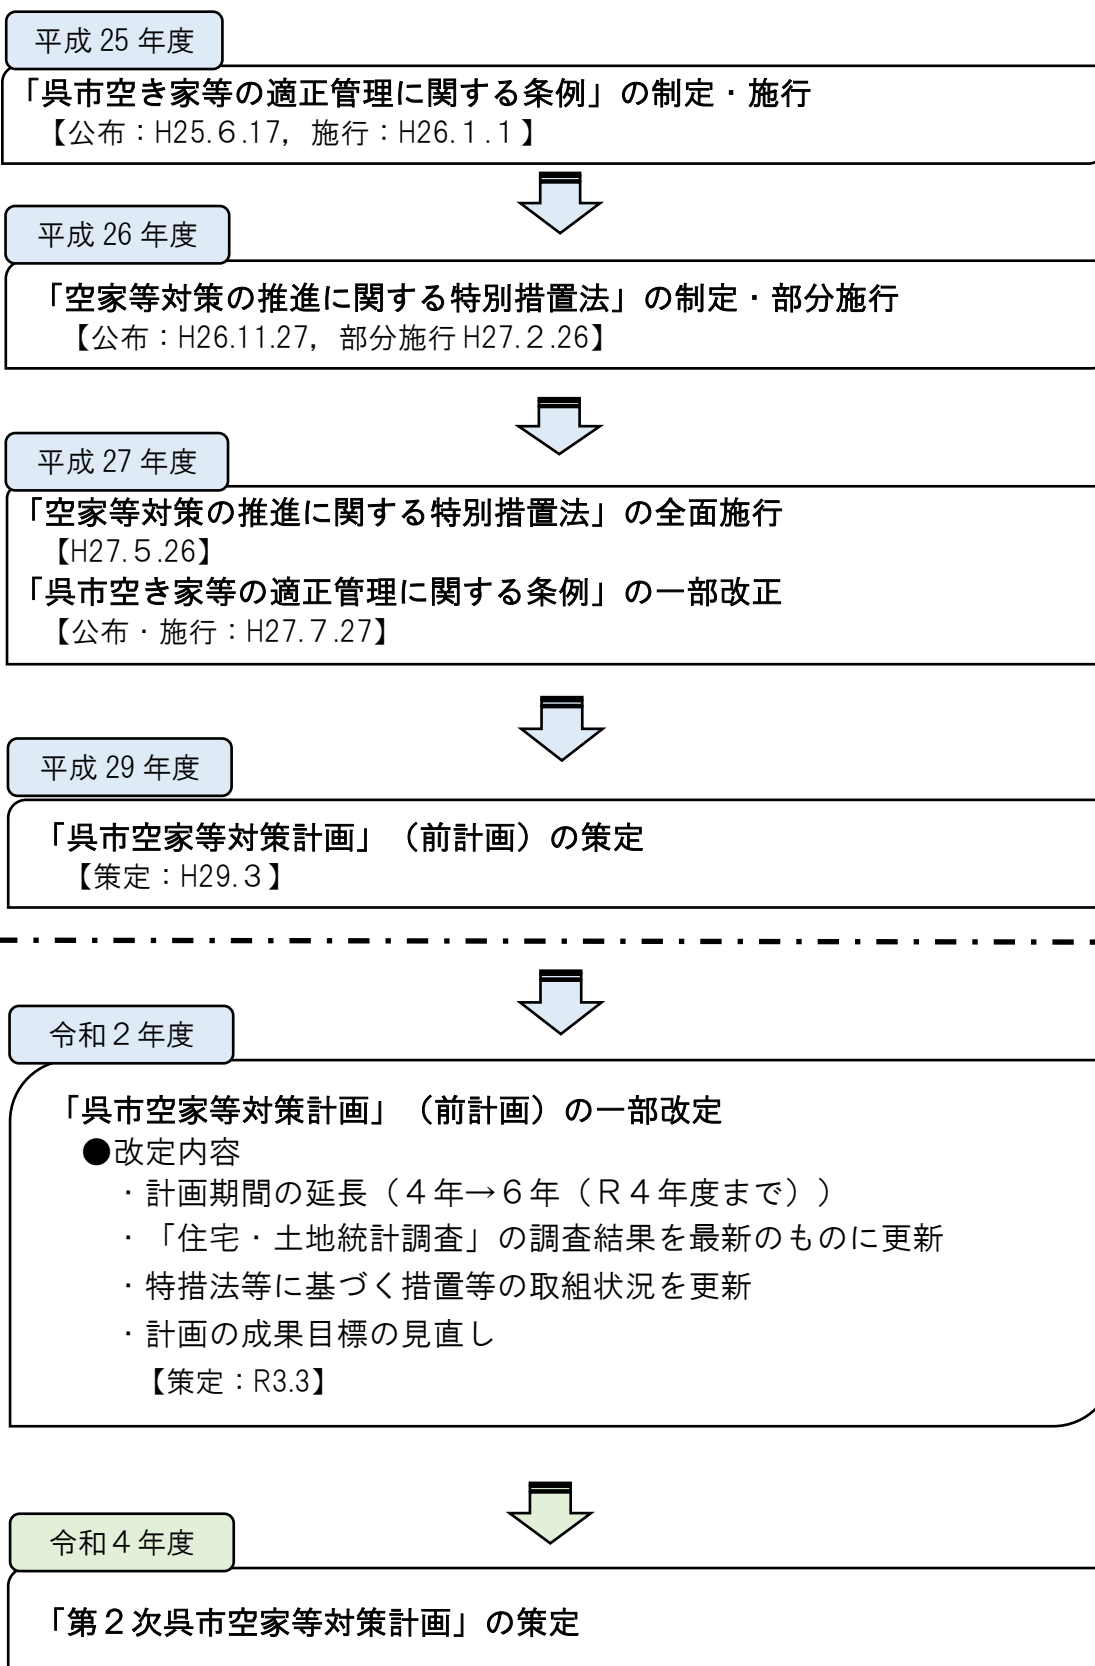 平成 25 年度
「呉市空き家等の適正管理に関する条例」の制定・施行
【公布：H25.６.17，施行：H26.１.１】
平成 26 年度
「空家等対策の推進に関する特別措置法」の制定・部分施行
【公布：H26.11.27，部分施行 H27.２.26】
平成 27 年度
「空家等対策の推進に関する特別措置法」の全面施行
【H27.５.26】
「呉市空き家等の適正管理に関する条例」の一部改正
【公布・施行：H27.７.27】
平成 29 年度
「呉市空家等対策計画」（前計画）の策定
【策定：H29.３】
令和２年度
「呉市空家等対策計画」（前計画）の一部改定
●改定内容
・計画期間の延長（４年→６年（Ｒ４年度まで））
・「住宅・土地統計調査」の調査結果を最新のものに更新
・特措法等に基づく措置等の取組状況を更新
・計画の成果目標の見直し
【策定：R3.3】
令和４年度
「第２次呉市空家等対策計画」の策定